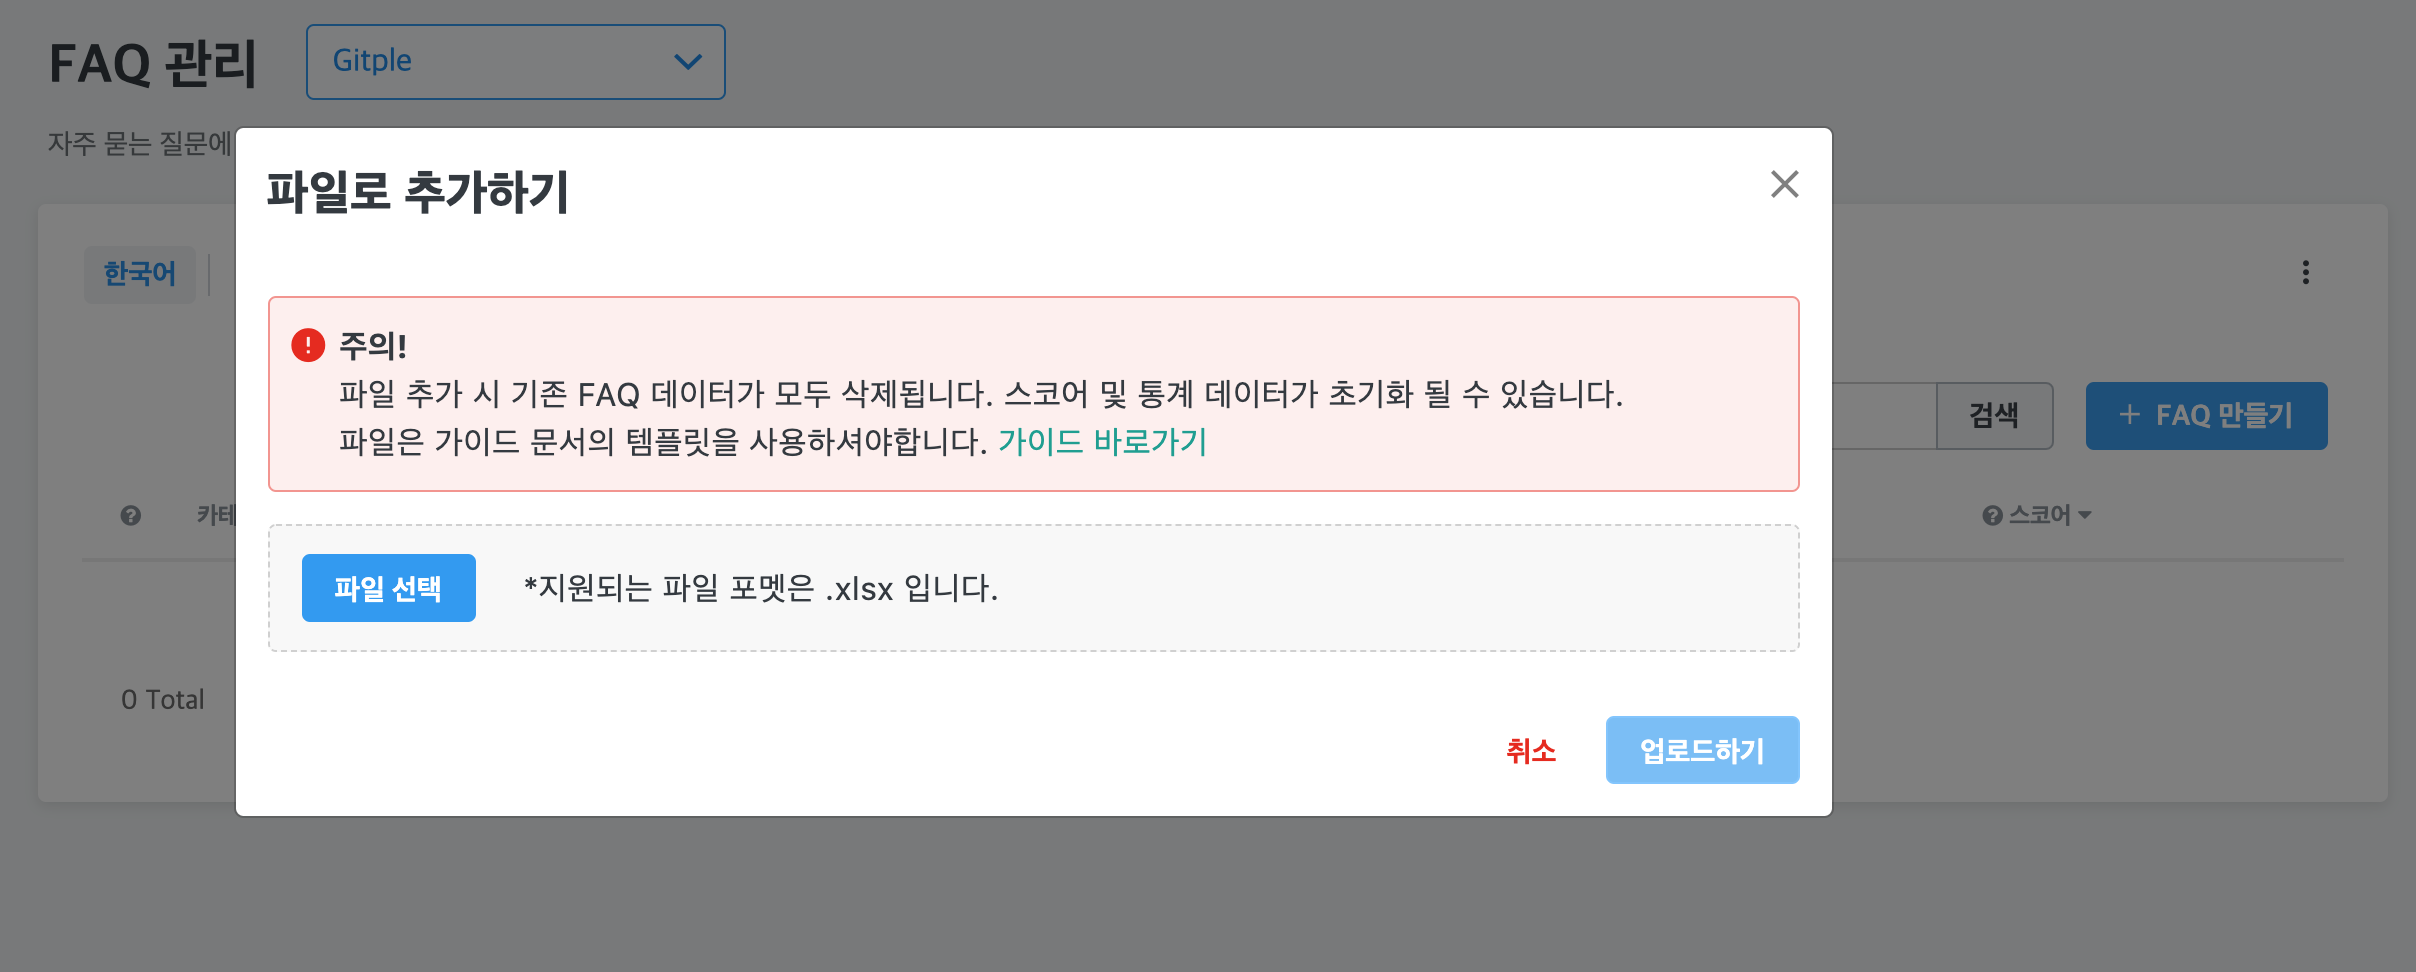 FAQ 관리
Gitple
자주 묻는 질문에
파일로 추가하기
한국어
주의!
파일 추가 시 기존 FAQ 데이터가 모두 삭제됩니다. 스코어 및 통계 데이터가 초기화 될 수 있습니다.
파일은 가이드 문서의 템플릿을 사용하셔야합니다. 가이드 바로가기
검색
+ FAQ 만들기
카테
스코어
파일 선택
*지원되는 파일 포멧은 .xlsx 입니다.
0 Total
취소
업로드하기